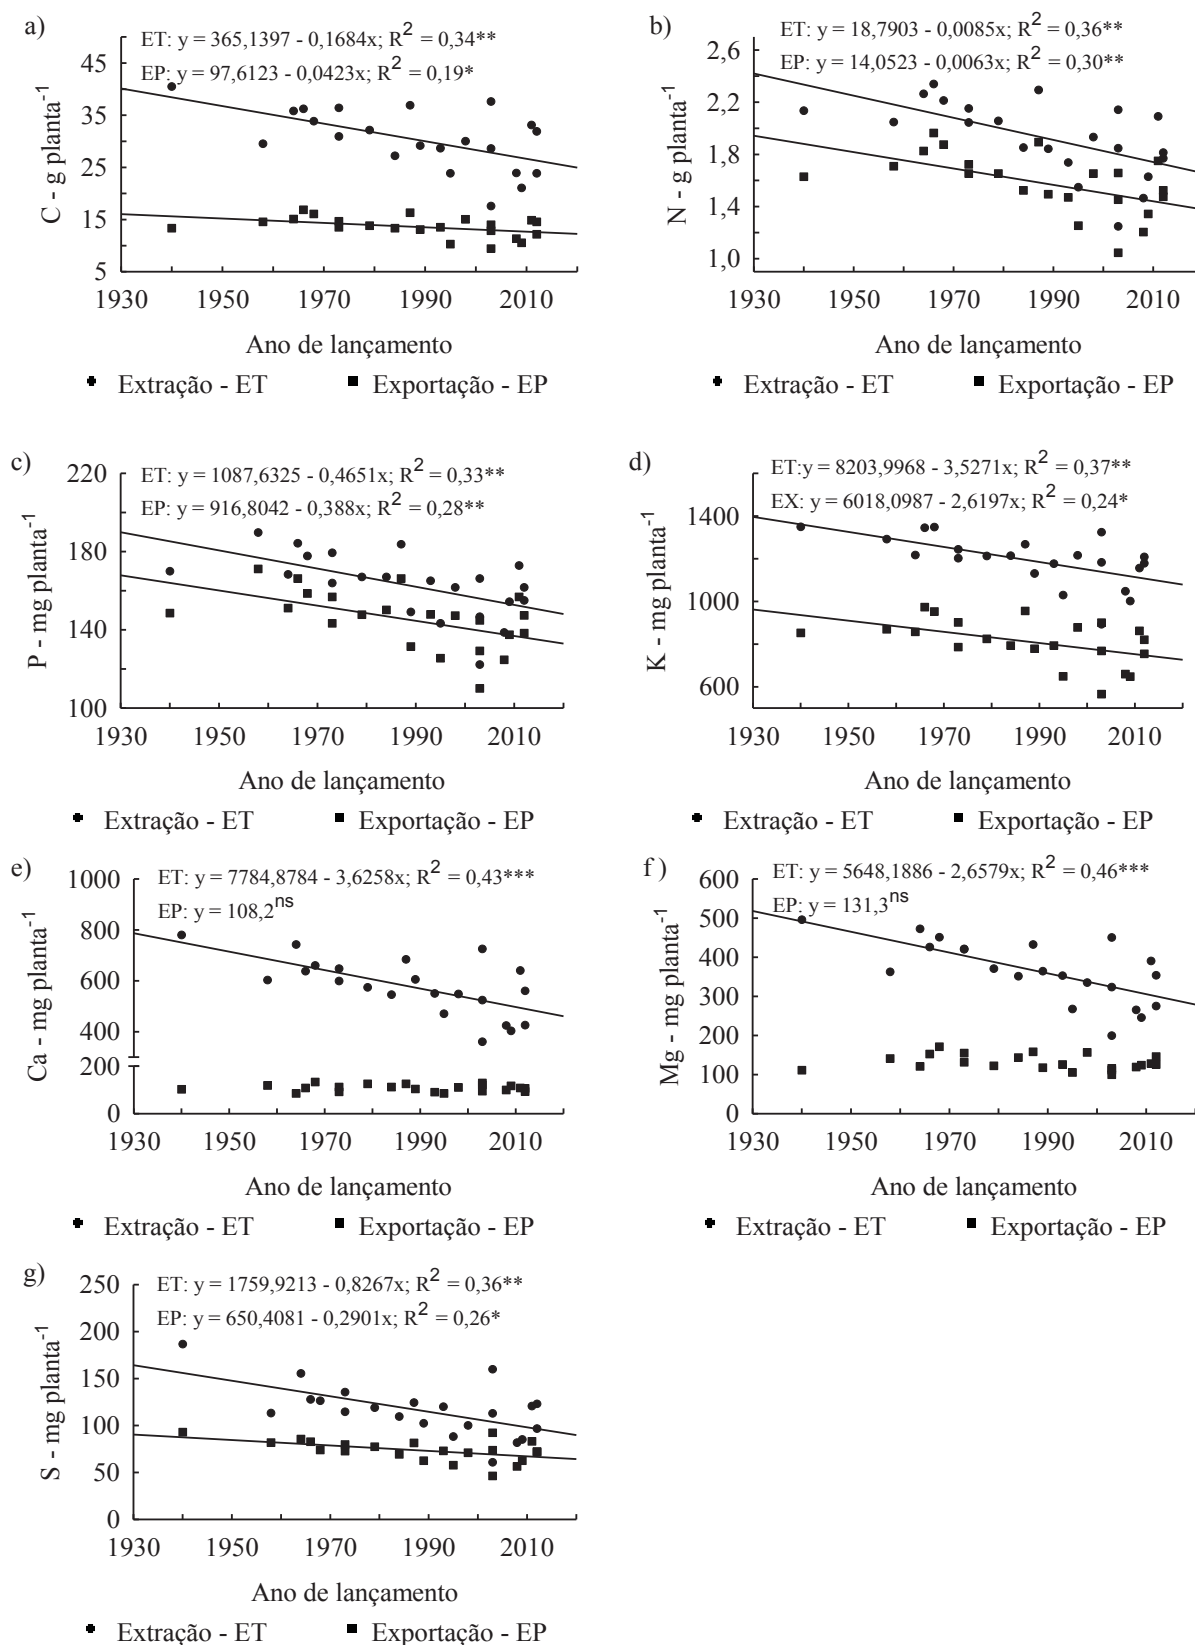 a)
ET: y = 365,1397 - 0,1684x; R² = 0,34**
EP: y = 97,6123 - 0,0423x; R² = 0,19*
C - g planta⁻¹
45
35
25
15
5
1930 1950 1970 1990 2010
Ano de lançamento
Extração - ET Exportação - EP
b)
ET: y = 18,7903 - 0,0085x; R² = 0,36**
EP: y = 14,0523 - 0,0063x; R² = 0,30**
N - g planta⁻¹
2,6
2,2
1,8
1,4
1,0
1930 1950 1970 1990 2010
Ano de lançamento
Extração - ET Exportação - EP
c)
ET: y = 1087,6325 - 0,4651x; R² = 0,33**
EP: y = 916,8042 - 0,388x; R² = 0,28**
P - mg planta⁻¹
220
180
140
100
1930 1950 1970 1990 2010
Ano de lançamento
Extração - ET Exportação - EP
d)
ET:y = 8203,9968 - 3,5271x; R² = 0,37**
EX: y = 6018,0987 - 2,6197x; R² = 0,24*
K - mg planta⁻¹
1400
1000
600
1930 1950 1970 1990 2010
Ano de lançamento
Extração - ET Exportação - EP
e)
ET: y = 7784,8784 - 3,6258x; R² = 0,43***
EP: y = 108,2ⁿˢ
Ca - mg planta⁻¹
1000
800
600
400
200
0
1930 1950 1970 1990 2010
Ano de lançamento
Extração - ET Exportação - EP
f)
ET: y = 5648,1886 - 2,6579x; R² = 0,46***
EP: y = 131,3ⁿˢ
Mg - mg planta⁻¹
600
500
400
300
200
100
0
1930 1950 1970 1990 2010
Ano de lançamento
Extração - ET Exportação - EP
g)
ET: y = 1759,9213 - 0,8267x; R² = 0,36**
EP: y = 650,4081 - 0,2901x; R² = 0,26*
S - mg planta⁻¹
250
200
150
100
50
0
1930 1950 1970 1990 2010
Ano de lançamento
Extração - ET Exportação - EP